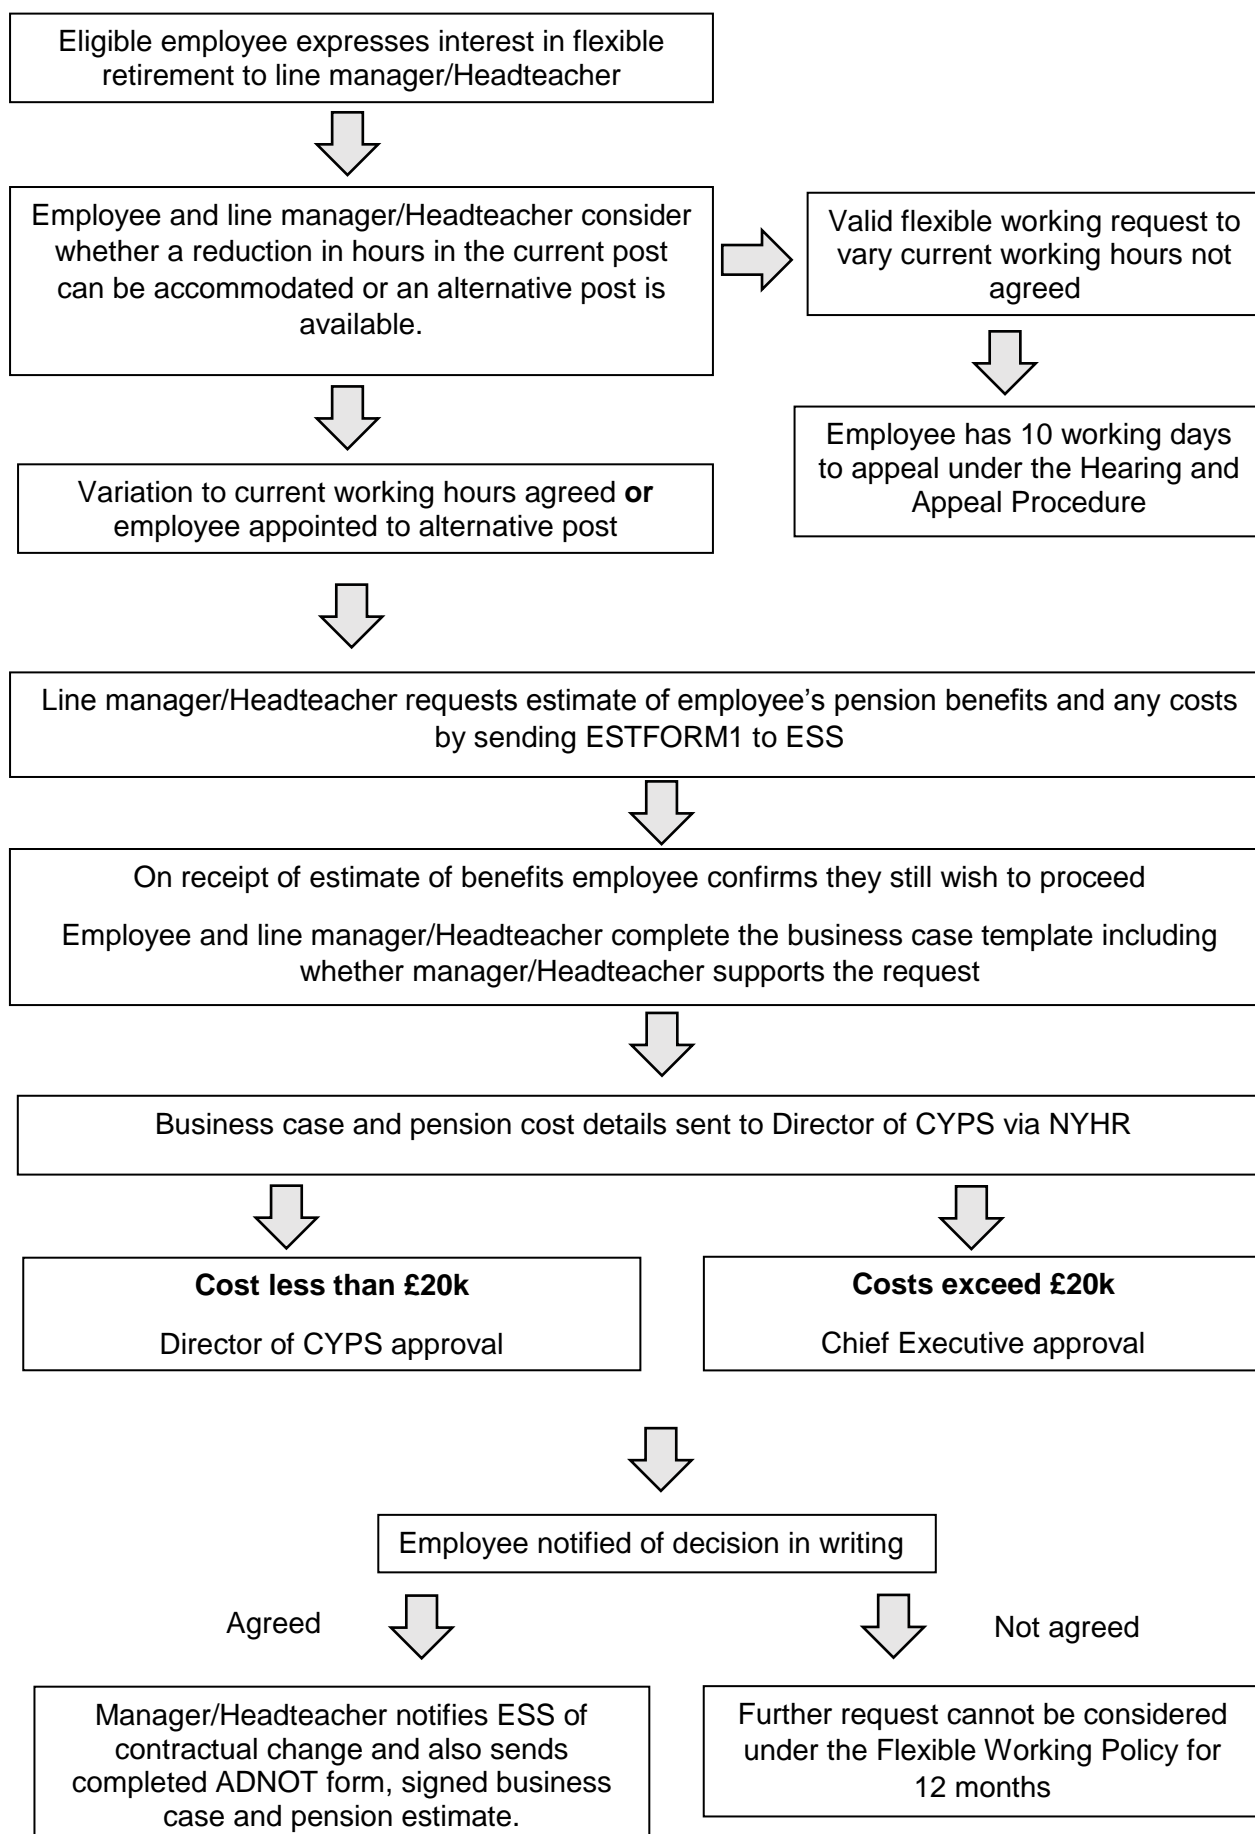 Eligible employee expresses interest in flexible
retirement to line manager/Headteacher
Employee and line manager/Headteacher consider
whether a reduction in hours in the current post
can be accommodated or an alternative post is
available.
Valid flexible working request to
vary current working hours not
agreed
Employee has 10 working days
to appeal under the Hearing and
Appeal Procedure
Variation to current working hours agreed or
employee appointed to alternative post
Line manager/Headteacher requests estimate of employee’s pension benefits and any costs
by sending ESTFORM1 to ESS
On receipt of estimate of benefits employee confirms they still wish to proceed
Employee and line manager/Headteacher complete the business case template including
whether manager/Headteacher supports the request
Business case and pension cost details sent to Director of CYPS via NYHR
Cost less than £20k
Director of CYPS approval
Costs exceed £20k
Chief Executive approval
Employee notified of decision in writing
Agreed
Not agreed
Manager/Headteacher notifies ESS of
contractual change and also sends
completed ADNOT form, signed business
case and pension estimate.
Further request cannot be considered
under the Flexible Working Policy for
12 months